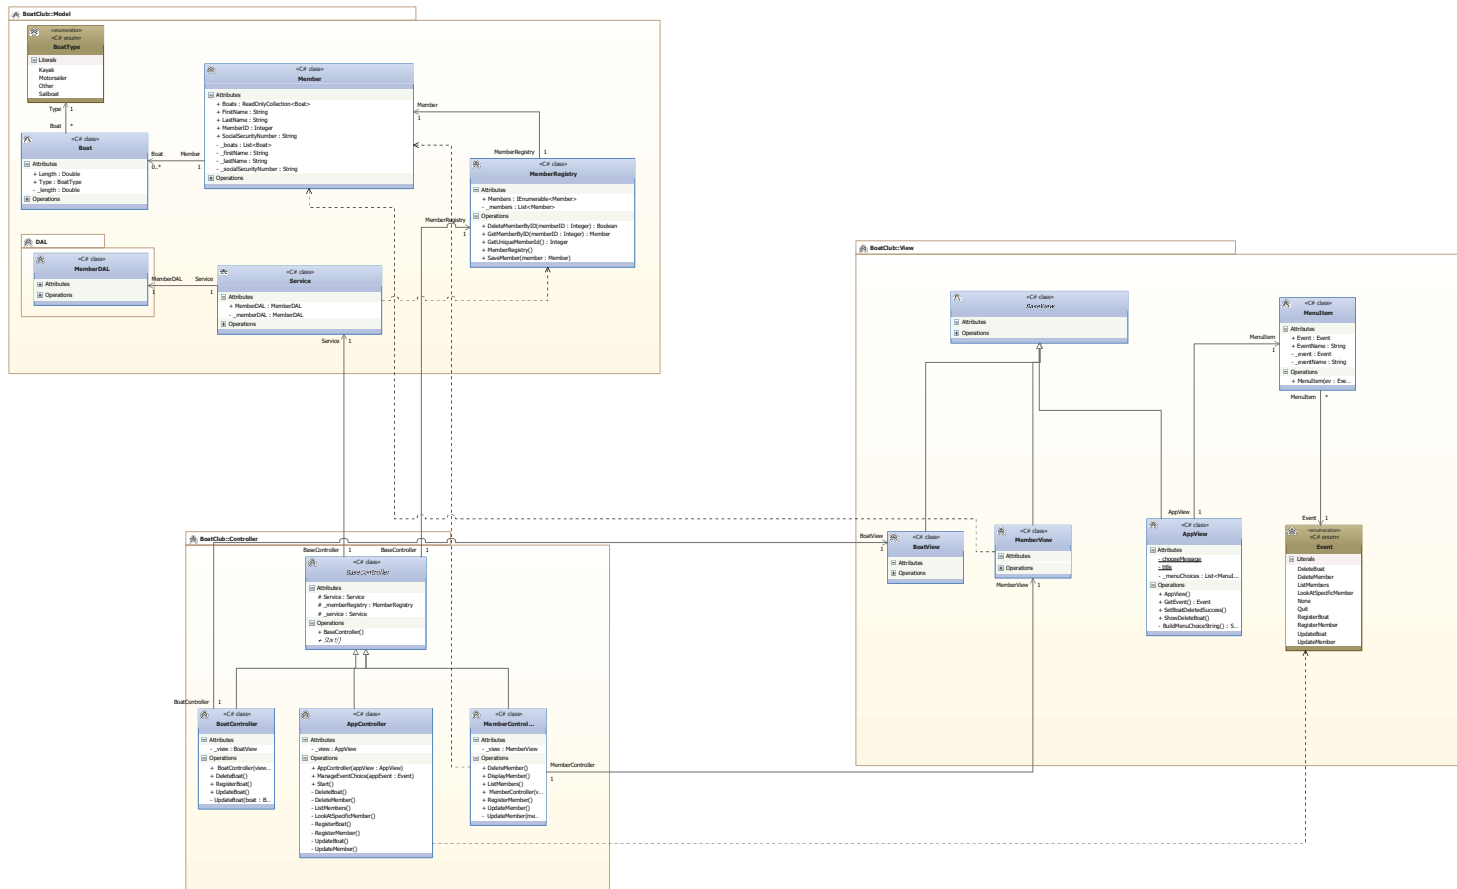 BoatClub::Model
«enumeration»
«C# enum»
BoatType
Literals
Kayak
Motorsailer
Other
Sailboat
Type 1
Boat *
«C# class»
Boat
Attributes
+ Length : Double
+ Type : BoatType
- _length : Double
Operations
Boat
0..*
Member
1
«C# class»
Member
Attributes
+ Boats : ReadOnlyCollection<Boat>
+ FirstName : String
+ LastName : String
+ MemberID : Integer
+ SocialSecurityNumber : String
- _boats : List<Boat>
- _firstName : String
- _lastName : String
- _socialSecurityNumber : String
Operations
Member
1
MemberRegistry 1
«C# class»
MemberRegistry
Attributes
+ Members : IEnumerable<Member>
- _members : List<Member>
Operations
+ DeleteMemberByID(memberID : Integer) : Boolean
+ GetMemberByID(memberID : Integer) : Member
+ GetUniqueMemberId() : Integer
+ MemberRegistry()
+ SaveMember(member : Member)
MemberRegistry
1
DAL
«C# class»
MemberDAL
Attributes
Operations
MemberDAL
1
Service
1
«C# class»
Service
Attributes
+ MemberDAL : MemberDAL
- _memberDAL : MemberDAL
Operations
Service 1
BoatClub::View
«C# class»
BaseView
Attributes
Operations
«C# class»
MenuItem
Attributes
+ Event : Event
+ EventName : String
- _event : Event
- _eventName : String
Operations
+ MenuItem(ev : Eve...
MenuItem
1
MenuItem *
AppView 1
Event 1
BoatView
1
«C# class»
BoatView
Attributes
Operations
«C# class»
MemberView
Attributes
Operations
MemberView 1
«C# class»
AppView
Attributes
- chooseMessage
- title
- _menuChoices : List<MenuI...
Operations
+ AppView()
+ GetEvent() : Event
+ SetBoatDeletedSuccess()
+ ShowDeleteBoat()
- BuildMenuChoiceString() : S...
«enumeration»
«C# enum»
Event
Literals
DeleteBoat
DeleteMember
ListMembers
LookAtSpecificMember
None
Quit
RegisterBoat
RegisterMember
UpdateBoat
UpdateMember
BoatClub::Controller
BaseController 1
BaseController 1
«C# class»
BaseController
Attributes
# Service : Service
# _memberRegistry : MemberRegistry
# _service : Service
Operations
+ BaseController()
+ Start()
BoatController 1
«C# class»
BoatController
Attributes
- _view : BoatView
Operations
+ BoatController(view...
+ DeleteBoat()
+ RegisterBoat()
+ UpdateBoat()
- UpdateBoat(boat : B...
«C# class»
AppController
Attributes
- _view : AppView
Operations
+ AppController(appView : AppView)
+ ManageEventChoice(appEvent : Event)
+ Start()
- DeleteBoat()
- DeleteMember()
- ListMembers()
- LookAtSpecificMember()
- RegisterBoat()
- RegisterMember()
- UpdateBoat()
- UpdateMember()
«C# class»
MemberControl...
Attributes
- _view : MemberView
Operations
+ DeleteMember()
+ DisplayMember()
+ ListMembers()
+ MemberController(v...
+ RegisterMember()
+ UpdateMember()
- UpdateMember(me...
MemberController
1